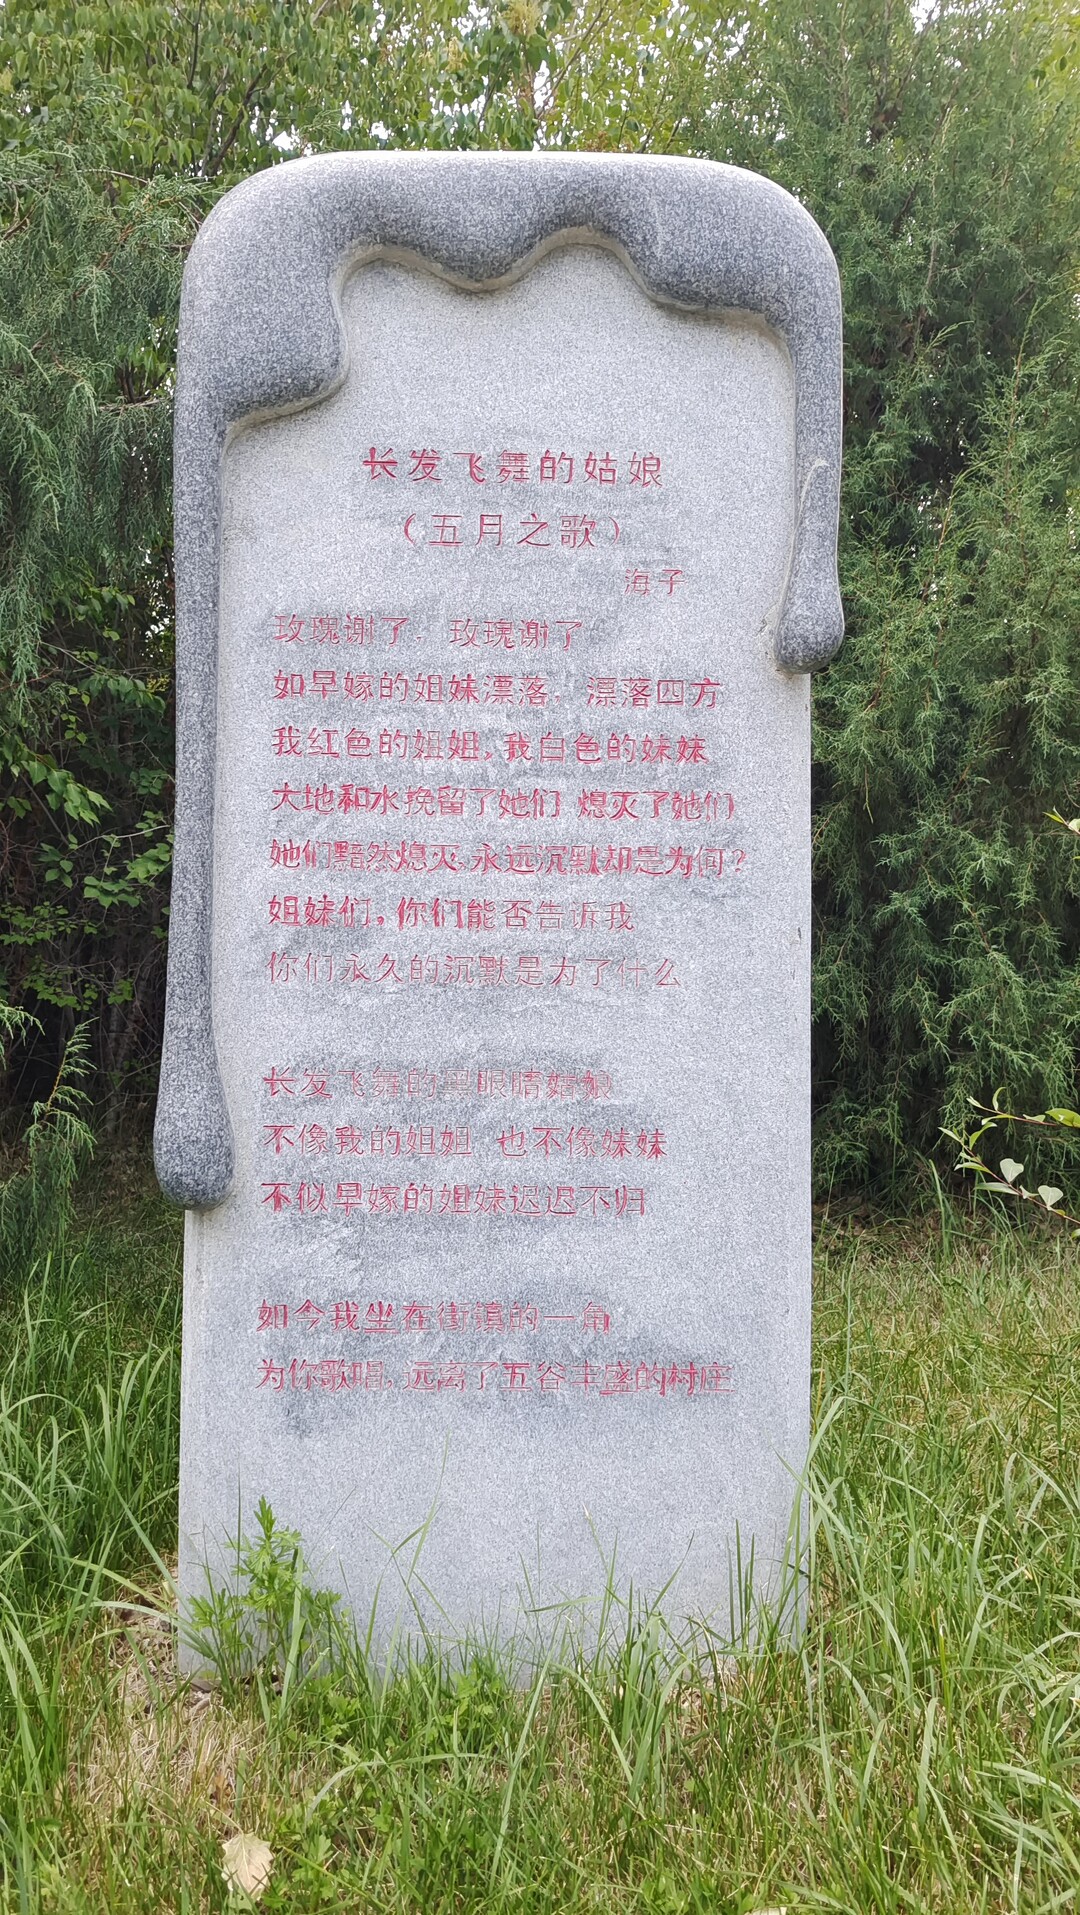 长发飞舞的姑娘
（五月之歌）
海子
玫瑰谢了，玫瑰谢了
如早嫁的姐妹漂落，漂落四方
我红色的姐姐，我白色的妹妹
大地和水挽留了她们 熄灭了她们
她们黯然熄灭，永远沉默却是为何？
姐妹们，你们能否告诉我
你们永久的沉默是为了什么
长发飞舞的黑眼睛姑娘
不像我的姐姐 也不像妹妹
不似早嫁的姐妹迟迟不归
如今我坐在街镇的一角
为你歌唱，远离了五谷丰盛的村庄